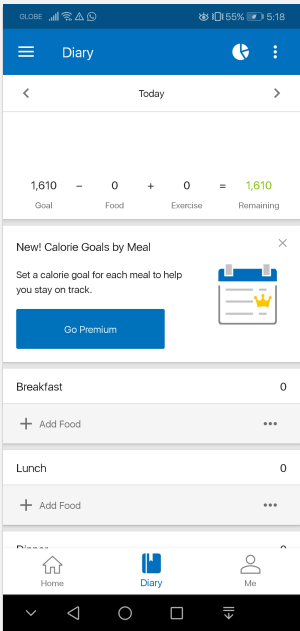 GLOBE 55% 5:18
Diary
Today
1,610 - 0 + 0 = 1,610
Goal Food Exercise Remaining
New! Calorie Goals by Meal
Set a calorie goal for each meal to help
you stay on track.
Go Premium
Breakfast 0
Add Food
Lunch 0
Add Food
Dinner 0
Home Diary Me